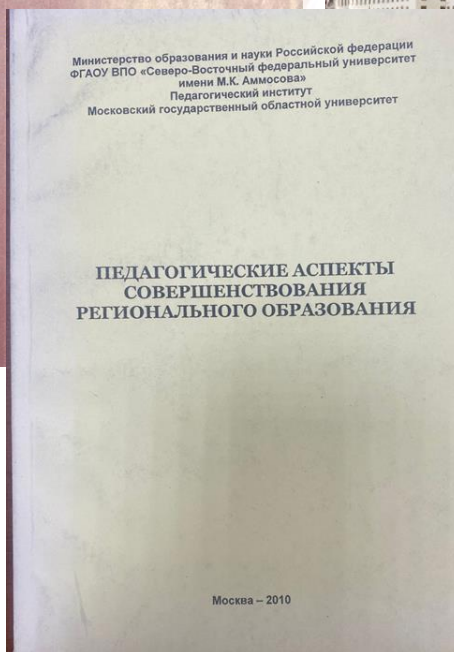 Министерство образования и науки Российской федерации
ФГАОУ ВПО «Северо-Восточный федеральный университет
имени М.К. Аммосова»
Педагогический институт
Московский государственный областной университет
ПЕДАГОГИЧЕСКИЕ АСПЕКТЫ
СОВЕРШЕНСТВОВАНИЯ
РЕГИОНАЛЬНОГО ОБРАЗОВАНИЯ
Москва – 2010